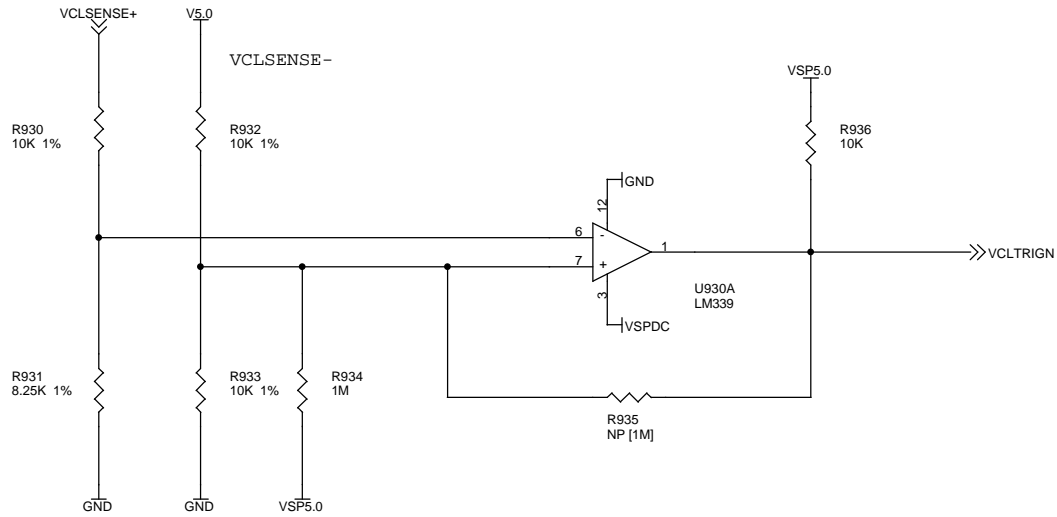 VCLSENSE+
V5.0
VCLSENSE-
VSP5.0
R930
10K 1%
R932
10K 1%
R936
10K
GND
12
6
-
1
7
+
VCLTRIGN
3
U930A
LM339
VSPDC
R931
8.25K 1%
R933
10K 1%
R934
1M
R935
NP [1M]
GND
GND
VSP5.0